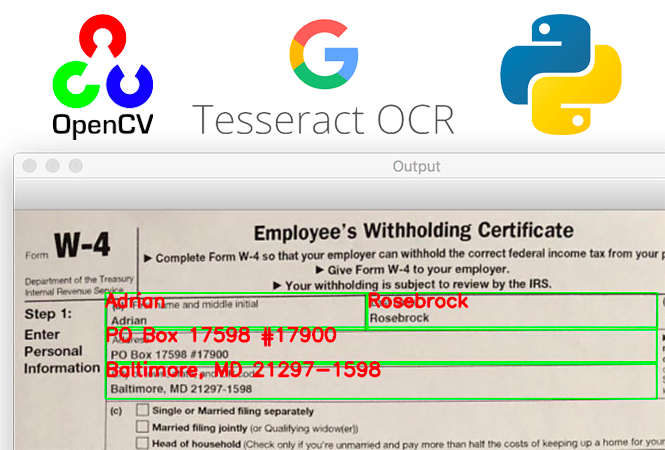 OpenCV
Tesseract OCR
Output
Form W-4
Employee's Withholding Certificate
▶ Complete Form W-4 so that your employer can withhold the correct federal income tax from your
▶ Give Form W-4 to your employer.
▶ Your withholding is subject to review by the IRS.
Department of the Treasury
Internal Revenue Service
Step 1:
Enter
Personal
Information
Adrian
name and middle initial
Adrian
Rosebrock
Rosebrock
PO Box 17598 #17900
PO Box 17598 #17900
Baltimore, MD 21297-1598
Baltimore, MD 21297-1598
(c) Single or Married filing separately
Married filing jointly (or Qualifying widow(er))
Head of household (Check only if you're unmarried and pay more than half the costs of keeping up a home for your